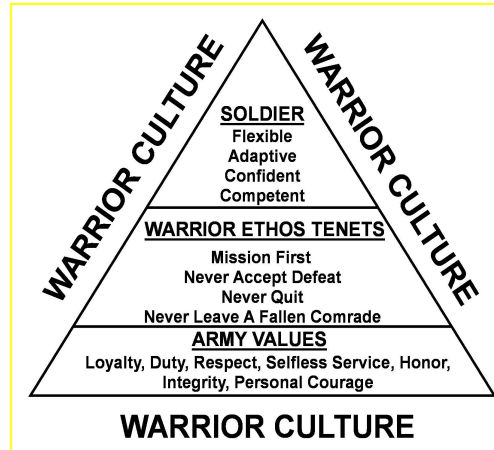 WARRIOR CULTURE
WARRIOR CULTURE
SOLDIER
Flexible
Adaptive
Confident
Competent
WARRIOR ETHOS TENETS
Mission First
Never Accept Defeat
Never Quit
Never Leave A Fallen Comrade
ARMY VALUES
Loyalty, Duty, Respect, Selfless Service, Honor,
Integrity, Personal Courage
WARRIOR CULTURE